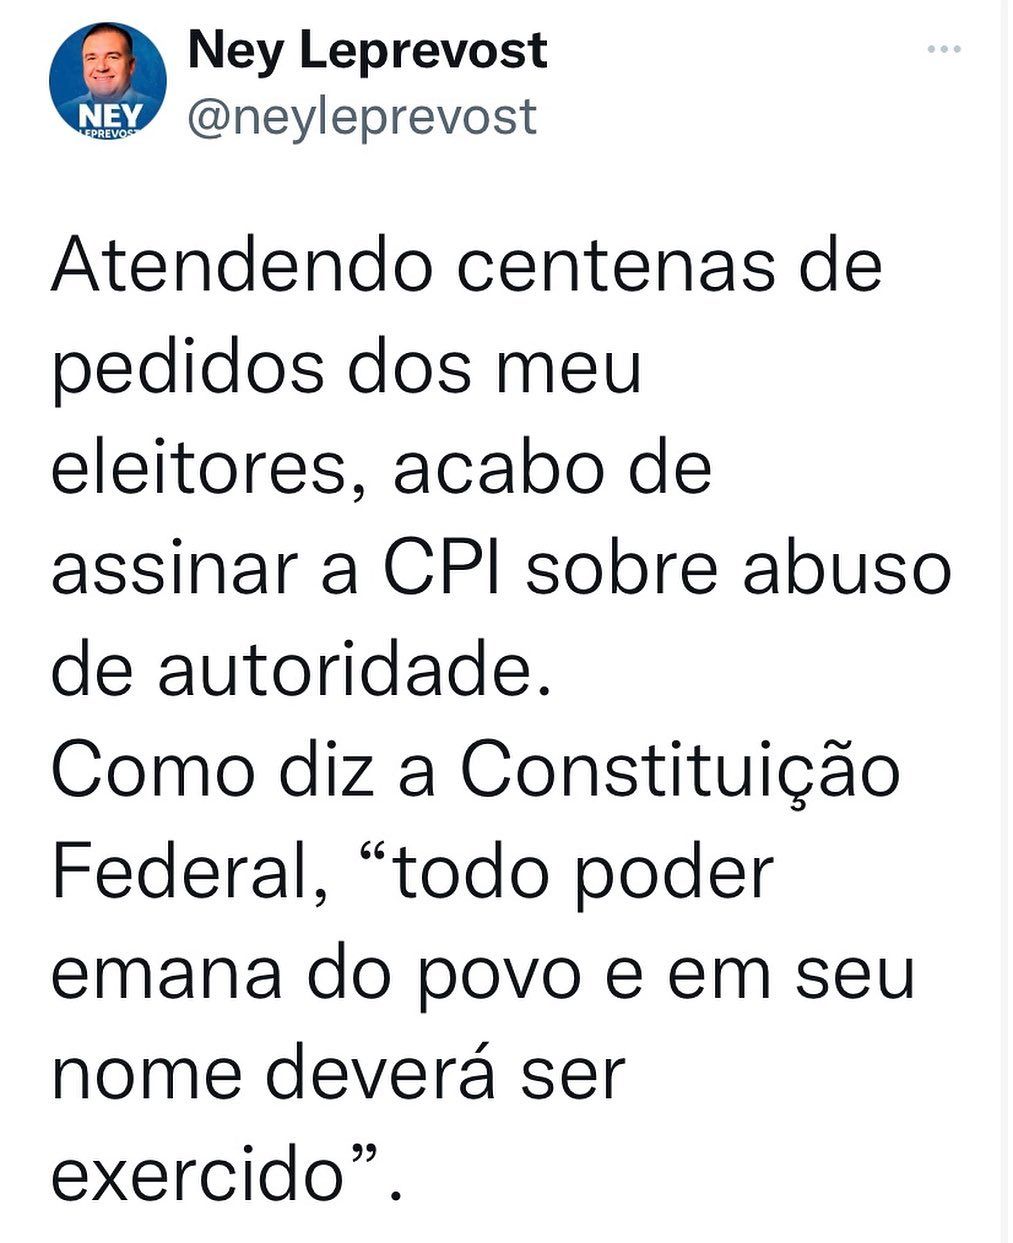 Ney Leprevost
@neyleprevost
NEY
LEPREVOST
Atendendo centenas de
pedidos dos meu
eleitores, acabo de
assinar a CPI sobre abuso
de autoridade.
Como diz a Constituição
Federal, “todo poder
emana do povo e em seu
nome deverá ser
exercido”.